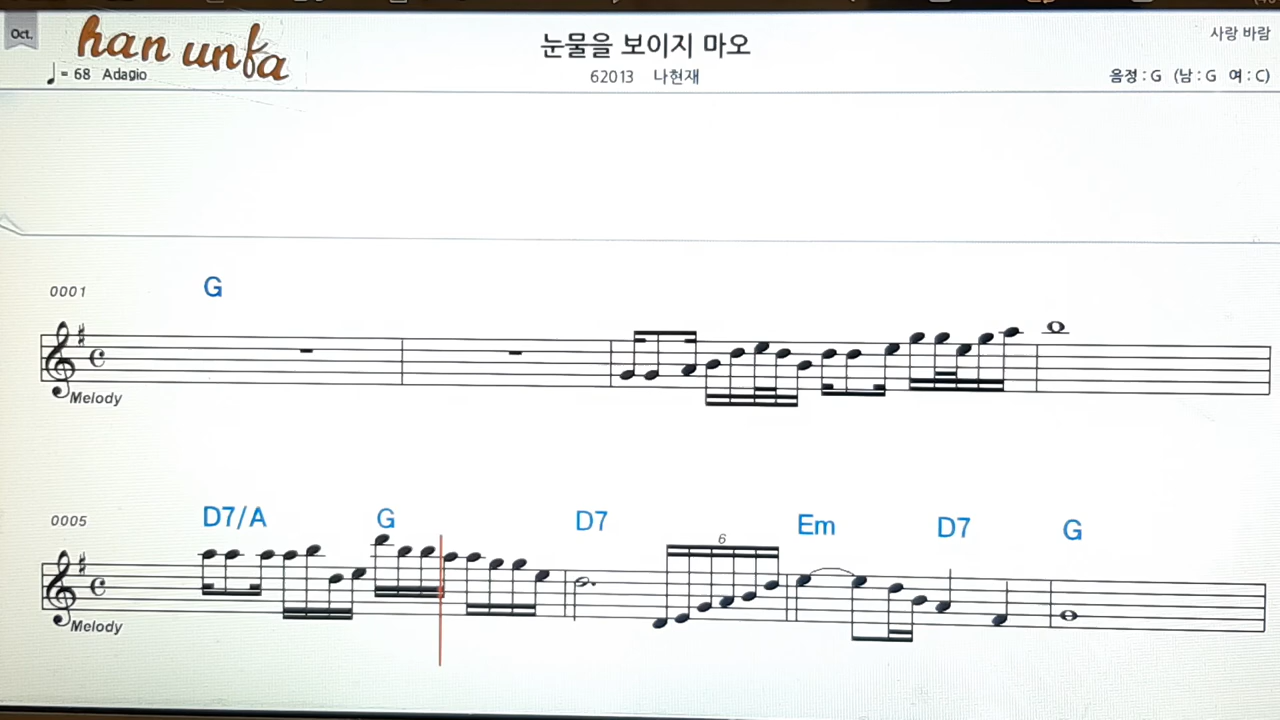 Oct.
han unfa
눈물을 보이지 마오
사랑 바람
♩= 68 Adagio
62013 나현재
음정 : G (남 : G 여 : C)
0001
G
Melody
0005
D7/A G D7 Em D7 G
6
Melody